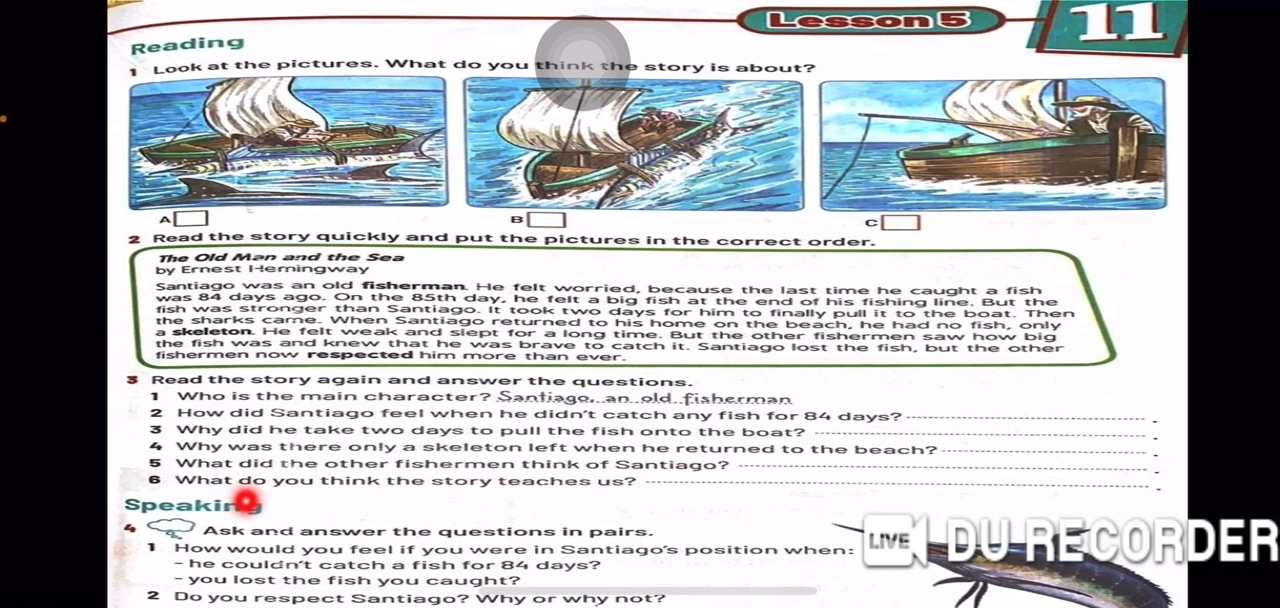 Lesson 5
11
Reading
1 Look at the pictures. What do you think the story is about?
A
B
C
2 Read the story quickly and put the pictures in the correct order.
The Old Man and the Sea
by Ernest Hemingway
Santiago was an old fisherman. He felt worried, because the last time he caught a fish
was 84 days ago. On the 85th day, he felt a big fish at the end of his fishing line. But the
fish was stronger than Santiago. It took two days for him to finally pull it to the boat. Then
the sharks came. When Santiago returned to his home on the beach, he had no fish, only
a skeleton. He felt weak and slept for a long time. But the other fishermen saw how big
the fish was and knew that he was brave to catch it. Santiago lost the fish, but the other
fishermen now respected him more than ever.
3 Read the story again and answer the questions.
1 Who is the main character? Santiago, an old fisherman
2 How did Santiago feel when he didn't catch any fish for 84 days?
3 Why did he take two days to pull the fish onto the boat?
4 Why was there only a skeleton left when he returned to the beach?
5 What did the other fishermen think of Santiago?
6 What do you think the story teaches us?
Speaking
4 Ask and answer the questions in pairs.
1 How would you feel if you were in Santiago's position when:
- he couldn't catch a fish for 84 days?
- you lost the fish you caught?
2 Do you respect Santiago? Why or why not?
LIVE DU RECORDER